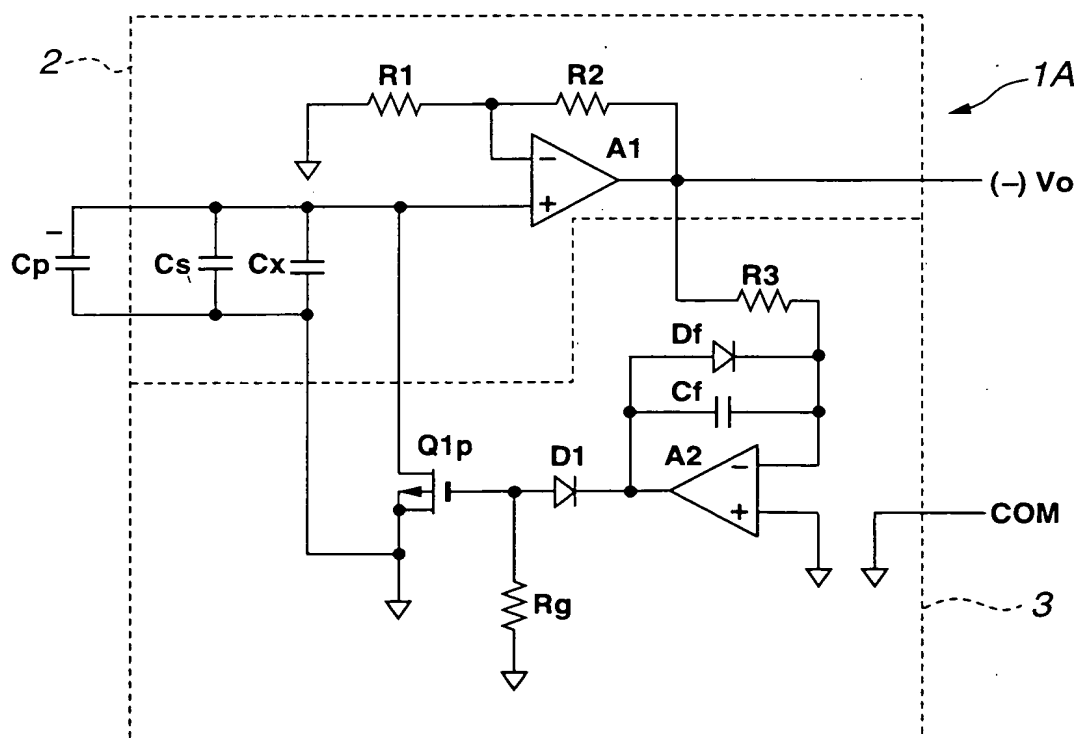 2
R1
R2
1A
A1
−
+
(−) Vo
−
Cp
Cs
Cx
R3
Df
Cf
Q1p
D1
A2
−
+
COM
Rg
3